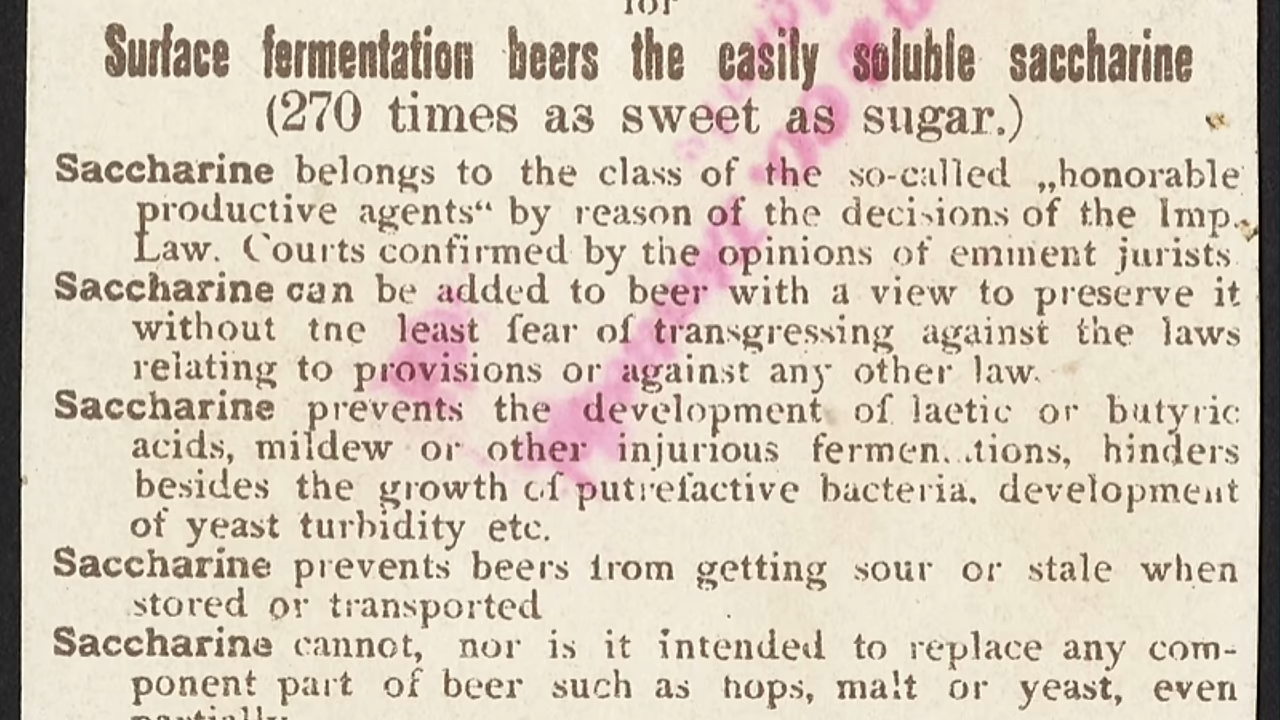 for
Surface fermentation beers the easily soluble saccharine
(270 times as sweet as sugar.)
Saccharine belongs to the class of the so-called „honorable
productive agents“ by reason of the decisions of the Imp.
Law. Courts confirmed by the opinions of eminent jurists.
Saccharine can be added to beer with a view to preserve it
without tne least fear of transgressing against the laws
relating to provisions or against any other law.
Saccharine prevents the development of laetic or butyric
acids, mildew or other injurious fermen..tions, hinders
besides the growth of putrefactive bacteria, development
of yeast turbidity etc.
Saccharine prevents beers from getting sour or stale when
stored or transported
Saccharine cannot, nor is it intended to replace any com-
ponent part of beer such as hops, malt or yeast, even
partially